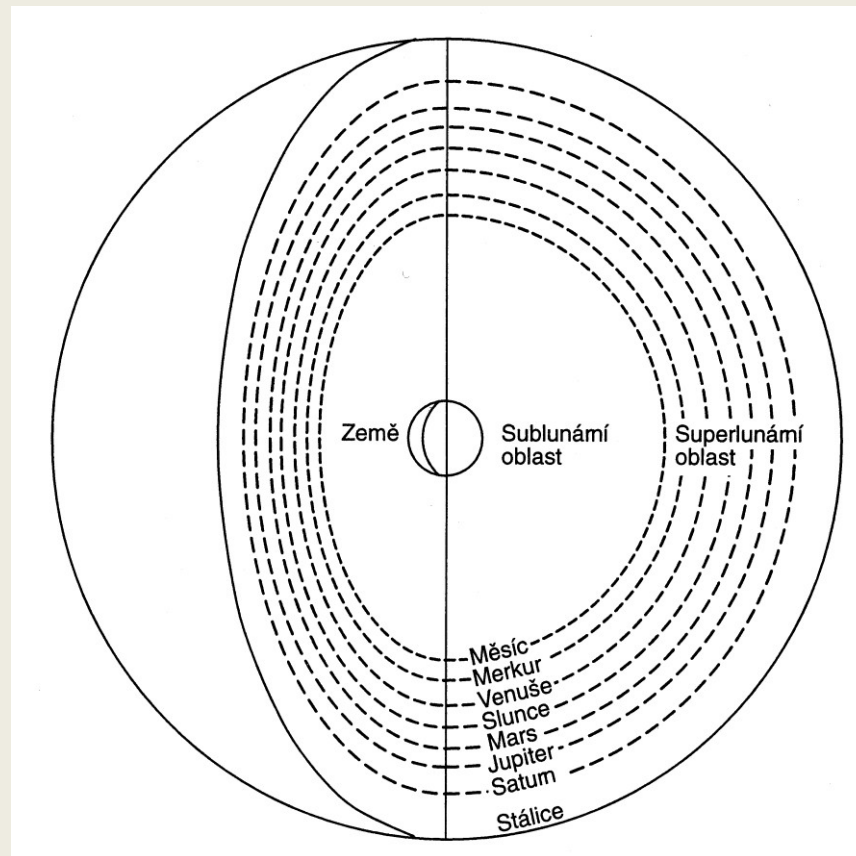 Země
Sublunární
oblast
Superlunární
oblast
Měsíc
Merkur
Venuše
Slunce
Mars
Jupiter
Saturn
Stálice